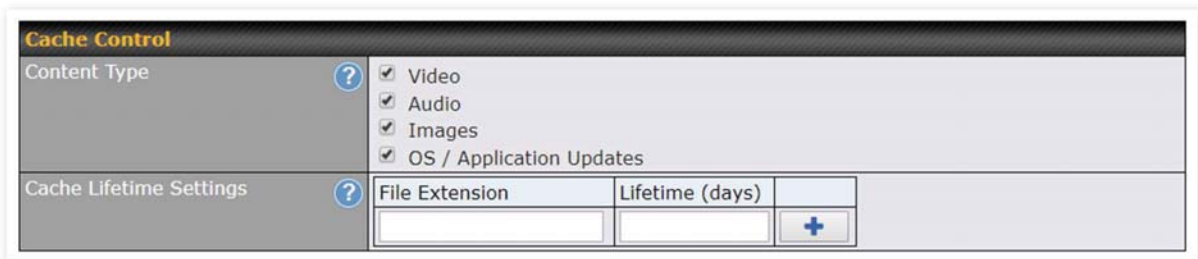 Cache Control
Content Type ?
Video
Audio
Images
OS / Application Updates
Cache Lifetime Settings ?
File Extension Lifetime (days)